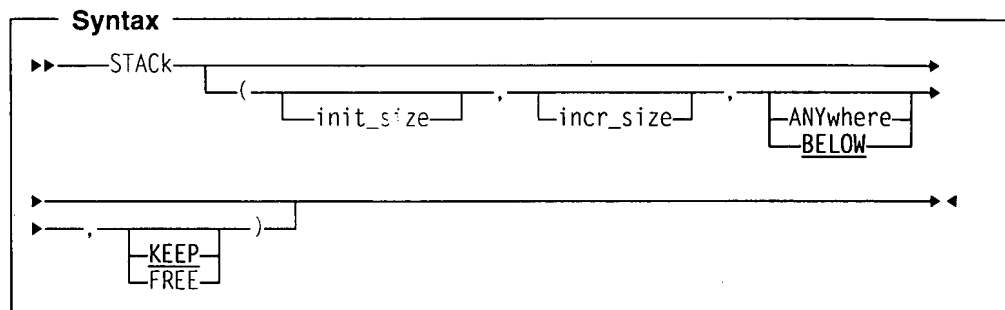 Syntax
STACk
( init_size , incr_size , ANYwhere
BELOW
, KEEP )
FREE